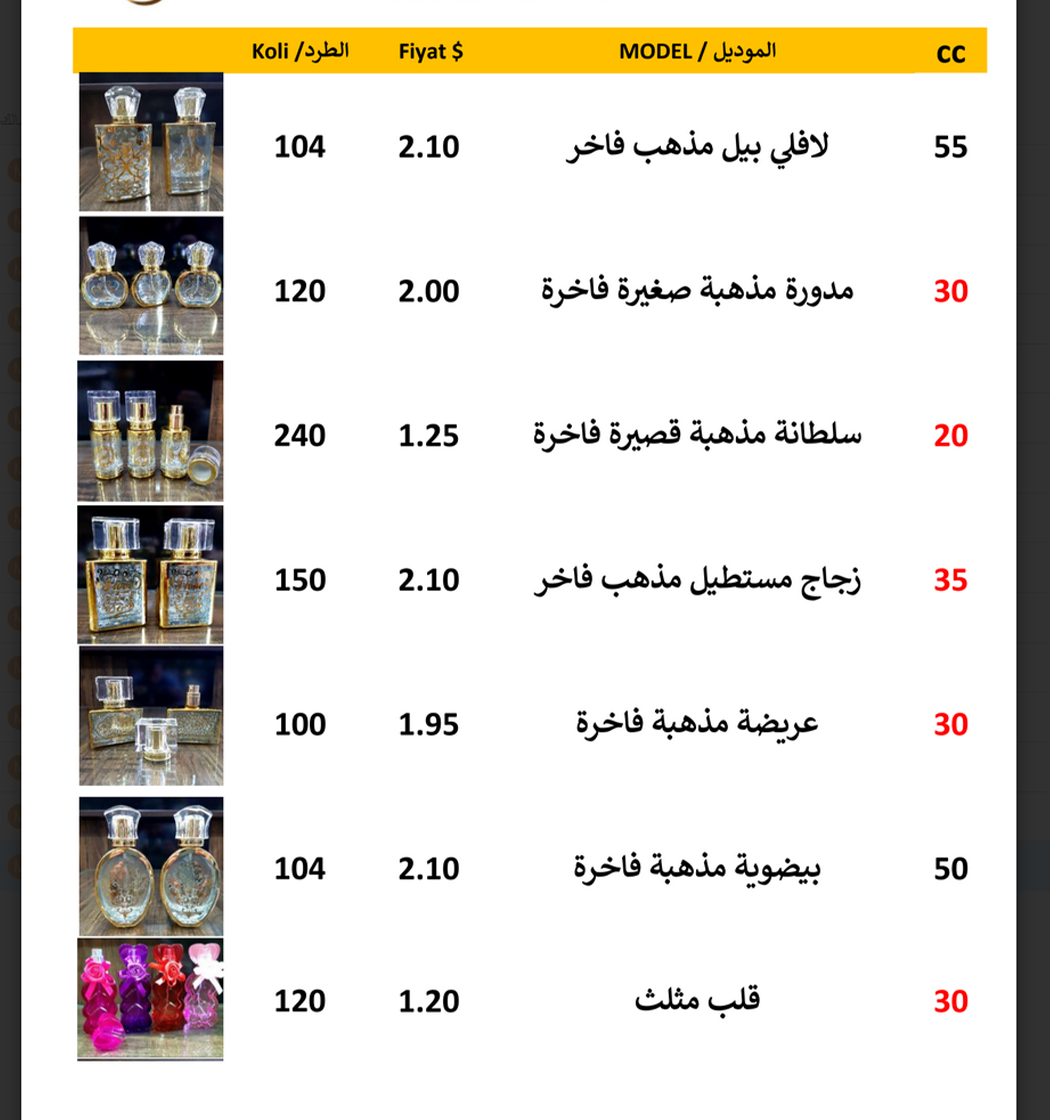 cc الموديل / MODEL Fiyat $ الطرد/ Koli
55 لافلي بيل مذهب فاخر 2.10 104
30 مدورة مذهبة صغيرة فاخرة 2.00 120
20 سلطانة مذهبة قصيرة فاخرة 1.25 240
35 زجاج مستطيل مذهب فاخر 2.10 150
30 عريضة مذهبة فاخرة 1.95 100
50 بيضوية مذهبة فاخرة 2.10 104
30 قلب مثلث 1.20 120